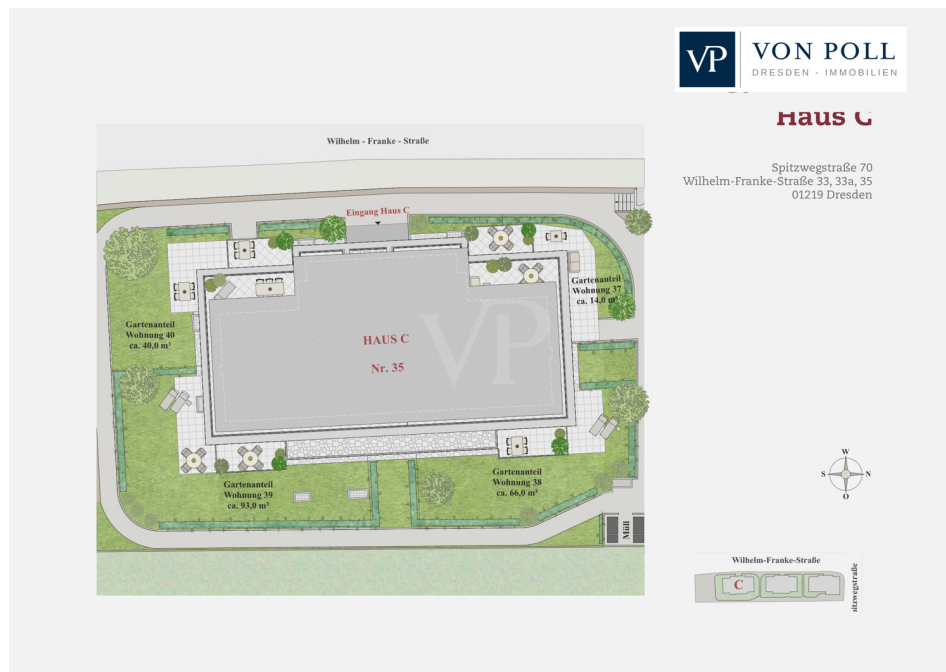 VP VON POLL
DRESDEN - IMMOBILIEN
Haus C
Spitzwegstraße 70
Wilhelm-Franke-Straße 33, 33a, 35
01219 Dresden
Wilhelm - Franke - Straße
Eingang Haus C
Gartenanteil
Wohnung 37
ca. 14,0 m²
Gartenanteil
Wohnung 40
ca. 40,0 m²
HAUS C
Nr. 35
VP
Gartenanteil
Wohnung 39
ca. 93,0 m²
Gartenanteil
Wohnung 38
ca. 66,0 m²
Müll
W
S N
O
Wilhelm-Franke-Straße
C
pitzwegstraße